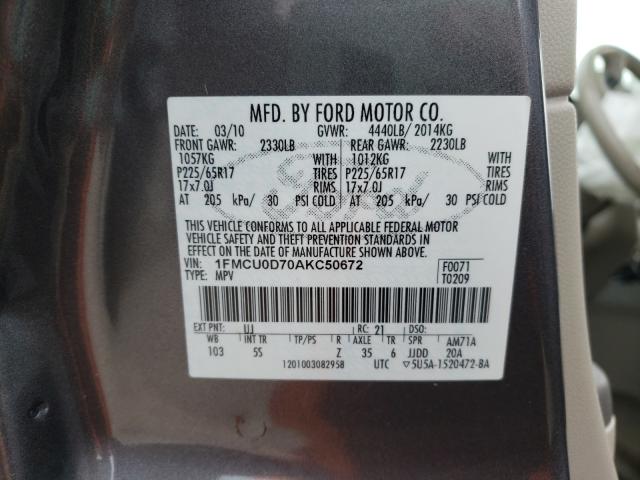 MFD. BY FORD MOTOR CO.
DATE: 03/10 GVWR: 4440LB/ 2014KG
FRONT GAWR: 2330LB REAR GAWR: 2230LB
1057KG WITH 1012KG WITH
P225/65R17 TIRES P225/65R17 TIRES
17x7.0J RIMS 17x7.0J RIMS
AT 205 kPa/ 30 PSI COLD AT 205 kPa/ 30 PSI COLD
THIS VEHICLE CONFORMS TO ALL APPLICABLE FEDERAL MOTOR
VEHICLE SAFETY AND THEFT PREVENTION STANDARDS IN
EFFECT ON THE DATE OF MANUFACTURE SHOWN ABOVE.
VIN: 1FMCU0D70AKC50672 F0071
TYPE: MPV T0209
EXT PNT: UJ RC: 21 DSO:
WB INT TR TP/PS R AXLE TR SPR AM71A
103 5S Z 35 6 JJDD 20A
1201003082958 UTC ▽5U5A-1520472-BA
Ford